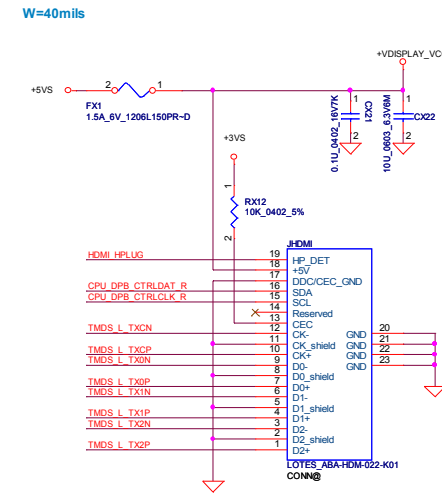 W=40mils
+VDISPLAY_VC
+5VS
2
1
FX1
1.5A_6V_1206L150PR~D
1
2
CX21
0.1U_0402_16V7K
1
2
CX22
10U_0603_6.3V6M
+3VS
1
RX12
10K_0402_5%
2
JHDMI
HDMI_HPLUG 19 HP_DET
18 +5V
17 DDC/CEC_GND
CPU_DPB_CTRLDAT_R 16 SDA
CPU_DPB_CTRLCLK_R 15 SCL
14 Reserved
13 CEC
TMDS_L_TXCN 12 CK- GND 20
11 CK_shield GND 21
TMDS_L_TXCP 10 CK+ GND 22
TMDS_L_TX0N 9 D0- GND 23
8 D0_shield
TMDS_L_TX0P 7 D0+
TMDS_L_TX1N 6 D1-
5 D1_shield
TMDS_L_TX1P 4 D1+
TMDS_L_TX2N 3 D2-
2 D2_shield
TMDS_L_TX2P 1 D2+
LOTES_ABA-HDM-022-K01
CONN@